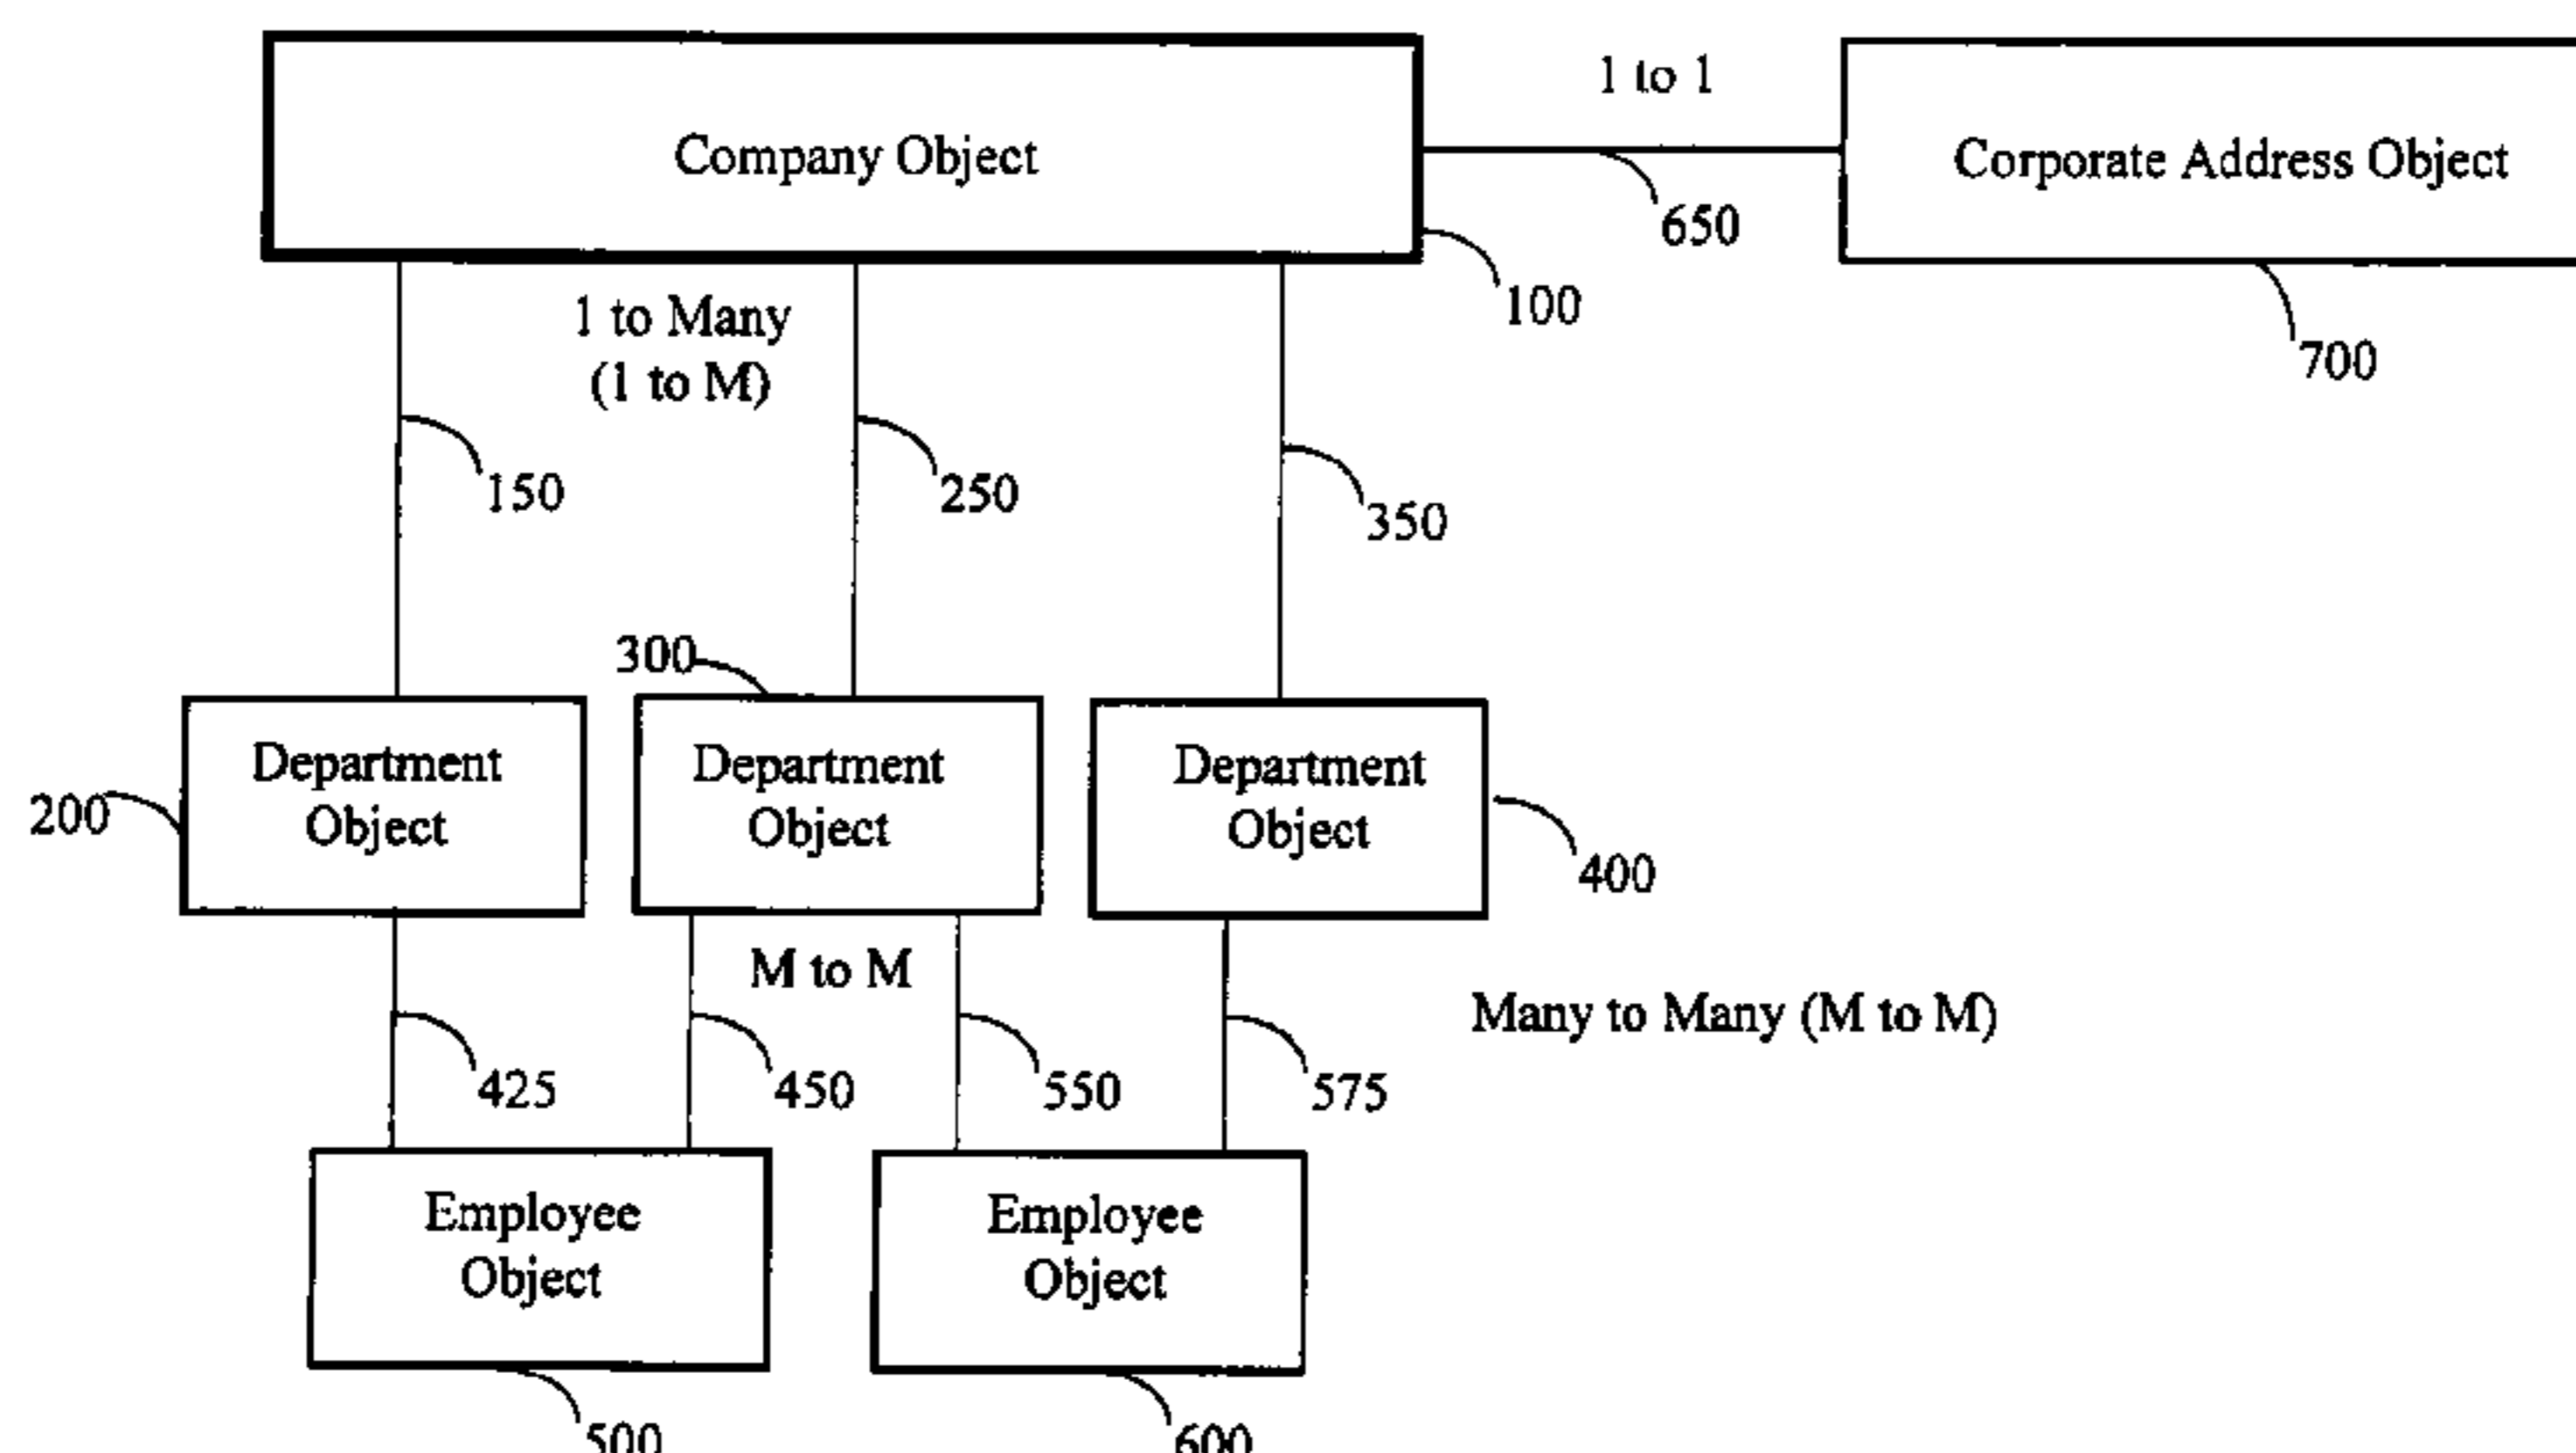 1 to 1
Company Object
Corporate Address Object
650
100
700
1 to Many
(1 to M)
150
250
350
300
Department
Object
Department
Object
Department
Object
200
400
M to M
Many to Many (M to M)
425
450
550
575
Employee
Object
Employee
Object
500
600